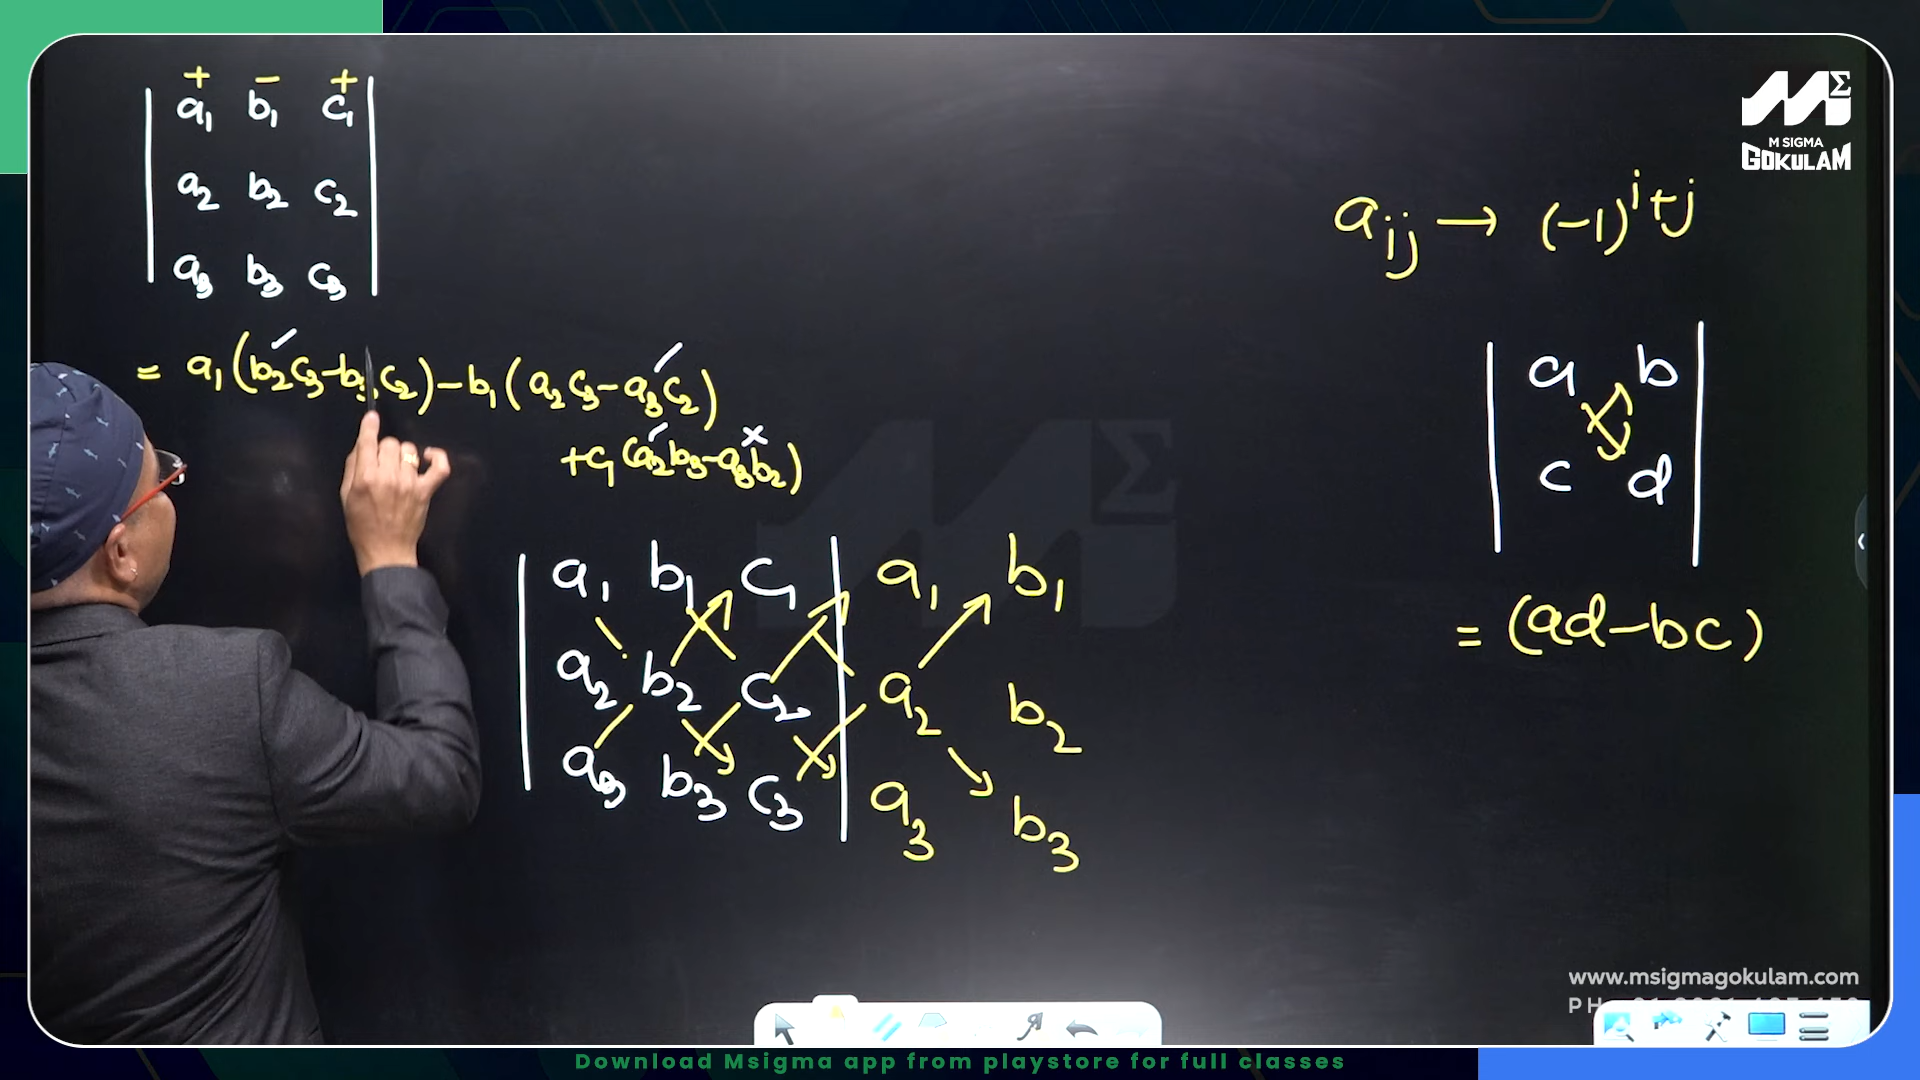 + - +
a₁ b₁ c₁
a₂ b₂ c₂
a₃ b₃ c₃
= a₁(b₂c₃-b₃c₂)-b₁(a₂c₃-a₃c₂)
+c₁(a₂b₃-a₃b₂)
a₁ b₁ c₁ a₁ b₁
a₂ b₂ c₂ a₂ b₂
a₃ b₃ c₃ a₃ b₃
M Σ
M SIGMA
GOKULAM
aᵢⱼ → (-1)ⁱ⁺ʲ
a b
c d
= (ad-bc)
www.msigmagokulam.com
Download Msigma app from playstore for full classes